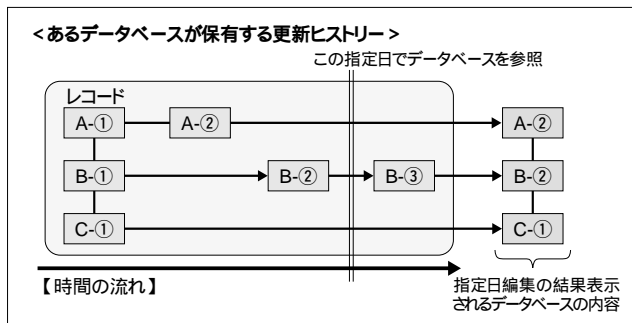 <あるデータベースが保有する更新ヒストリー>
この指定日でデータベースを参照
レコード
A-① A-② A-②
B-① B-② B-③ B-②
C-① C-①
【時間の流れ】
指定日編集の結果表示
されるデータベースの内容